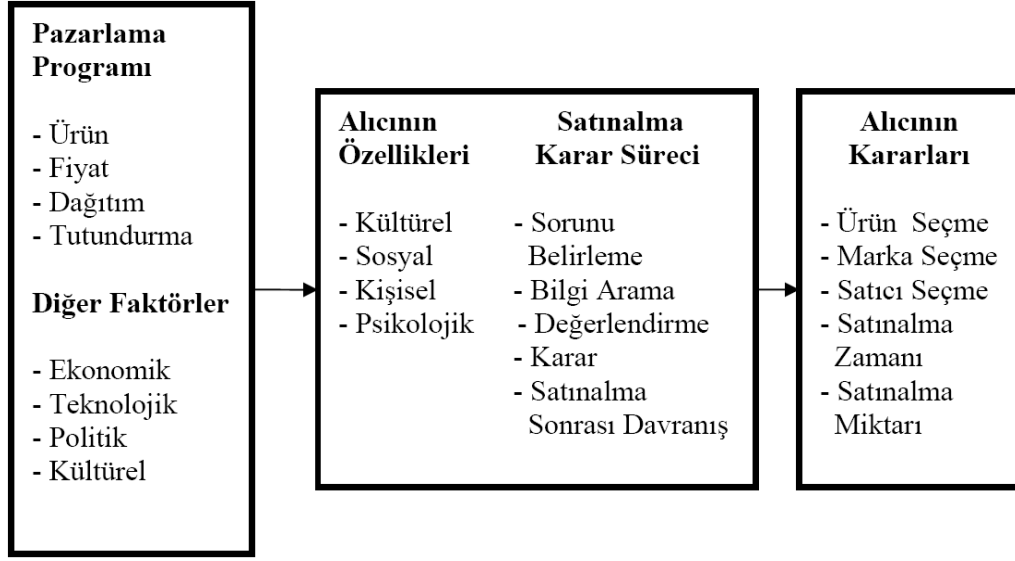 Pazarlama
Programı
- Ürün
- Fiyat
- Dağıtım
- Tutundurma
Diğer Faktörler
- Ekonomik
- Teknolojik
- Politik
- Kültürel
Alıcının
Özellikleri
- Kültürel
- Sosyal
- Kişisel
- Psikolojik
Satınalma
Karar Süreci
- Sorunu
Belirleme
- Bilgi Arama
- Değerlendirme
- Karar
- Satınalma
Sonrası Davranış
Alıcının
Kararları
- Ürün Seçme
- Marka Seçme
- Satıcı Seçme
- Satınalma
Zamanı
- Satınalma
Miktarı